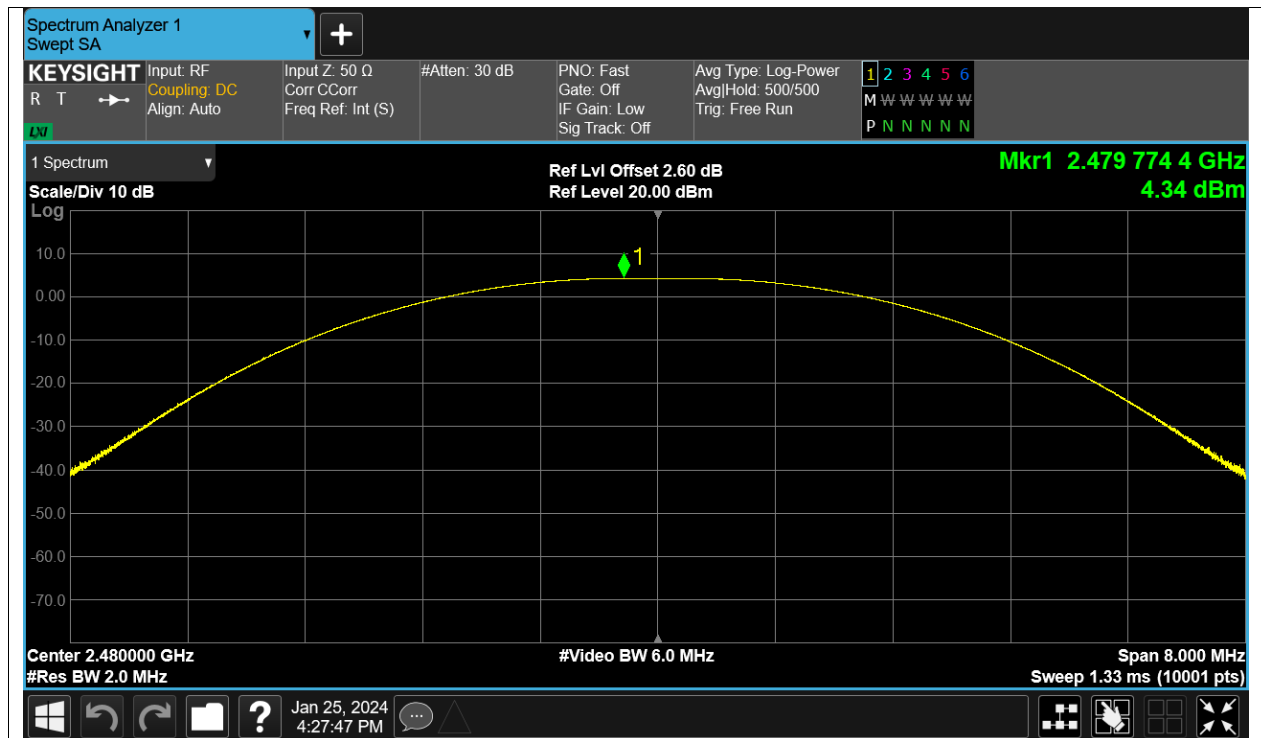 Spectrum Analyzer 1
Swept SA
+
KEYSIGHT
R T
LXI
Input: RF
Coupling: DC
Align: Auto
Input Z: 50 Ω
Corr CCorr
Freq Ref: Int (S)
#Atten: 30 dB
PNO: Fast
Gate: Off
IF Gain: Low
Sig Track: Off
Avg Type: Log-Power
Avg|Hold: 500/500
Trig: Free Run
1 2 3 4 5 6
M W W W W W
P N N N N N
1 Spectrum
Scale/Div 10 dB
Log
Ref Lvl Offset 2.60 dB
Ref Level 20.00 dBm
Mkr1 2.479 774 4 GHz
4.34 dBm
1
10.0
0.00
-10.0
-20.0
-30.0
-40.0
-50.0
-60.0
-70.0
Center 2.480000 GHz
#Res BW 2.0 MHz
#Video BW 6.0 MHz
Span 8.000 MHz
Sweep 1.33 ms (10001 pts)
?
Jan 25, 2024
4:27:47 PM